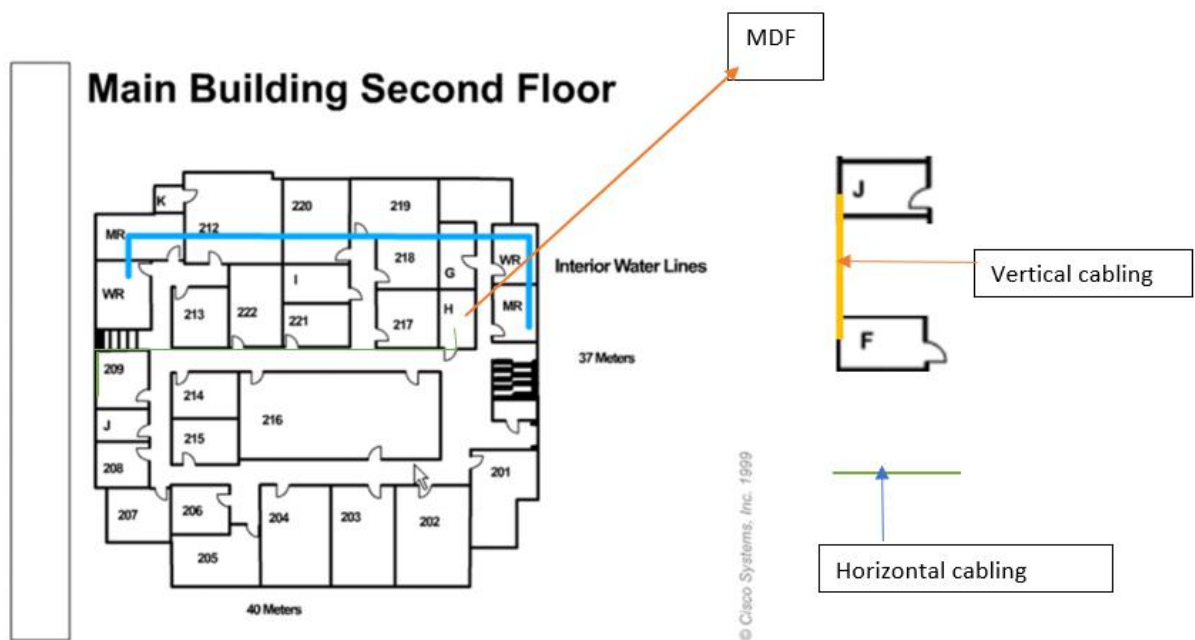 MDF
Main Building Second Floor
K
212
220
219
MR
WR
218
G
WR
I
MR
H
213
222
221
217
Interior Water Lines
37 Meters
209
214
216
J
215
208
201
207
206
204
203
202
205
40 Meters
J
Vertical cabling
F
Horizontal cabling
© Cisco Systems, Inc. 1999